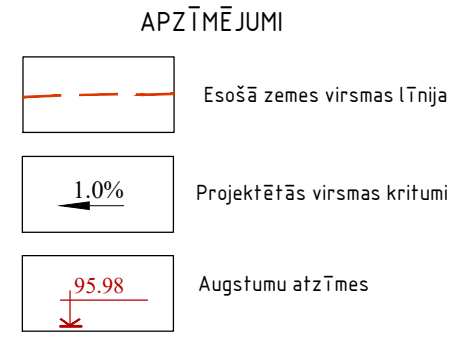 APZĪMĒJUMI
Esošā zemes virsmas līnija
1.0%
Projektētās virsmas kritumi
95.98
Augstumu atzīmes